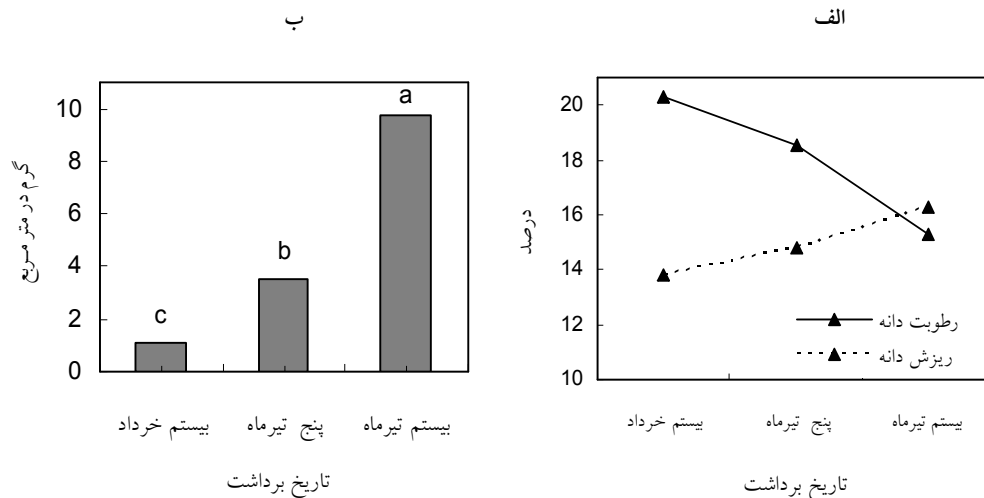 الف
20
18
16
14
12
10
درصد
رطوبت دانه
ریزش دانه
بیستم خرداد
پنج تیرماه
بیستم تیرماه
تاریخ برداشت
ب
10
8
6
4
2
0
گرم در متر مربع
a
b
c
بیستم خرداد
پنج تیرماه
بیستم تیرماه
تاریخ برداشت